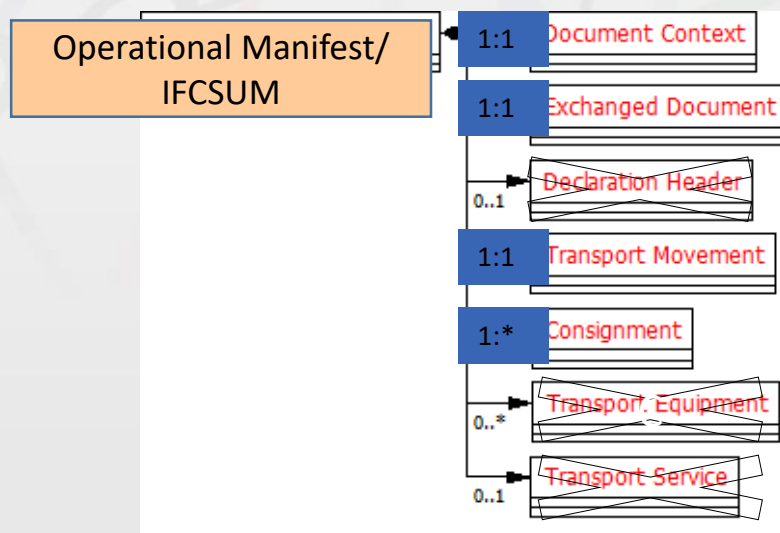 Operational Manifest/
IFCSUM
1:1 Document Context
1:1 Exchanged Document
0..1 Declaration Header
1:1 Transport Movement
1:* Consignment
0..* Transport Equipment
0..1 Transport Service